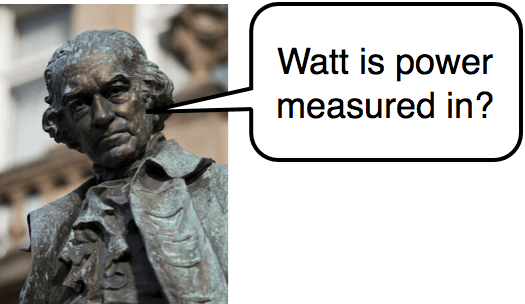 Watt is power
measured in?